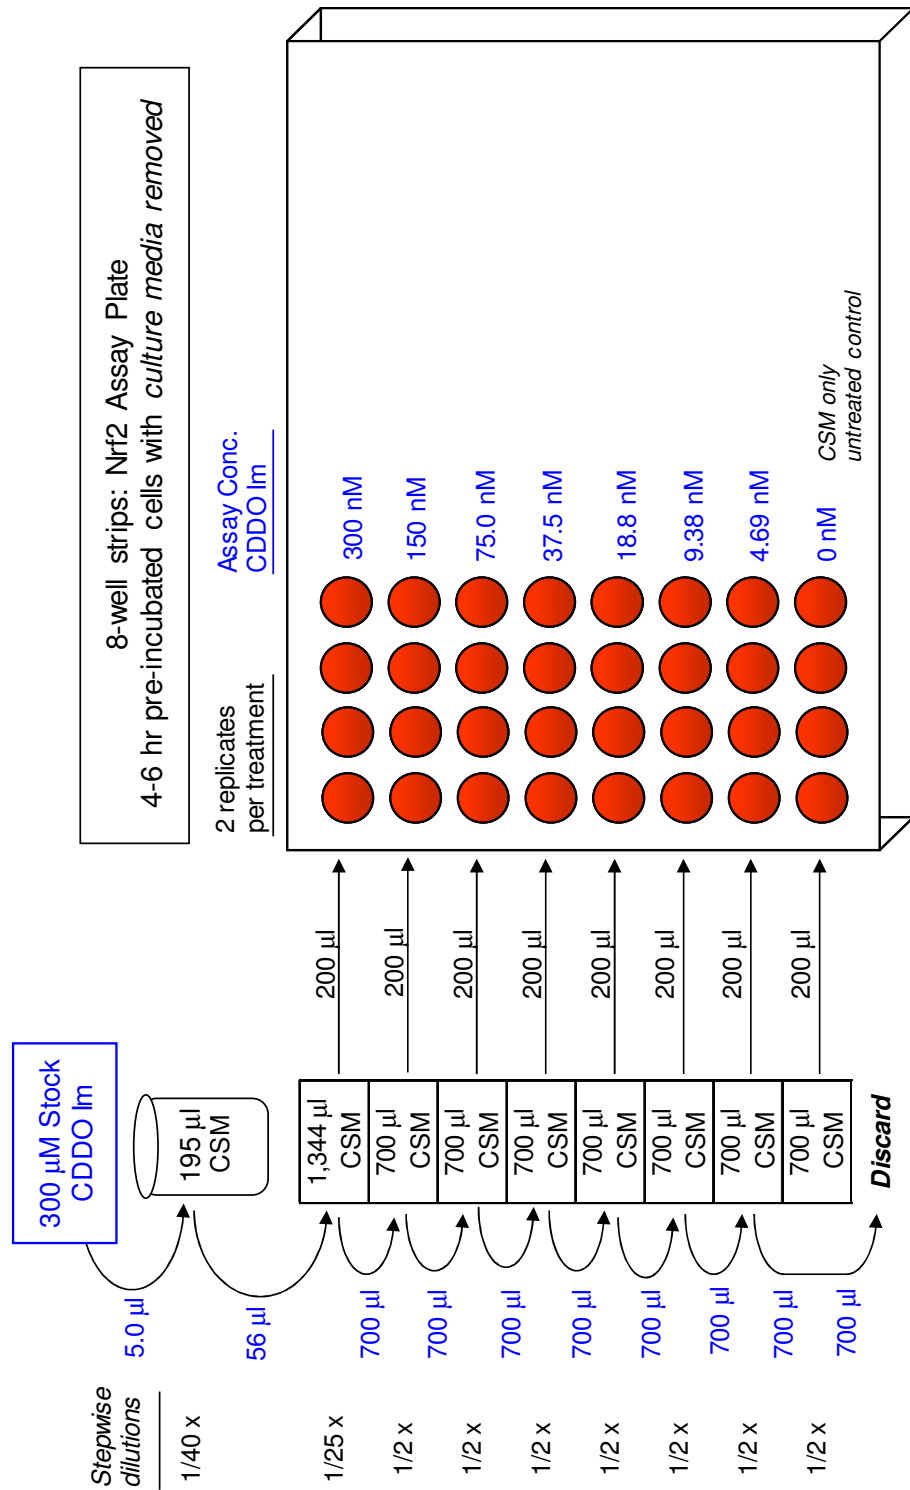 300 µM Stock
CDDO Im
8-well strips: Nrf2 Assay Plate
4-6 hr pre-incubated cells with culture media removed
Stepwise
dilutions
5.0 µl
1/40 x
195 µl
CSM
2 replicates
per treatment
Assay Conc.
CDDO Im
56 µl
1/25 x
1,344 µl
CSM
200 µl
300 nM
700 µl
1/2 x
700 µl
CSM
200 µl
150 nM
700 µl
1/2 x
700 µl
CSM
200 µl
75.0 nM
700 µl
1/2 x
700 µl
CSM
200 µl
37.5 nM
700 µl
1/2 x
700 µl
CSM
200 µl
18.8 nM
700 µl
1/2 x
700 µl
CSM
200 µl
9.38 nM
700 µl
1/2 x
700 µl
CSM
200 µl
4.69 nM
700 µl
1/2 x
700 µl
CSM
200 µl
0 nM
CSM only
untreated control
700 µl
Discard